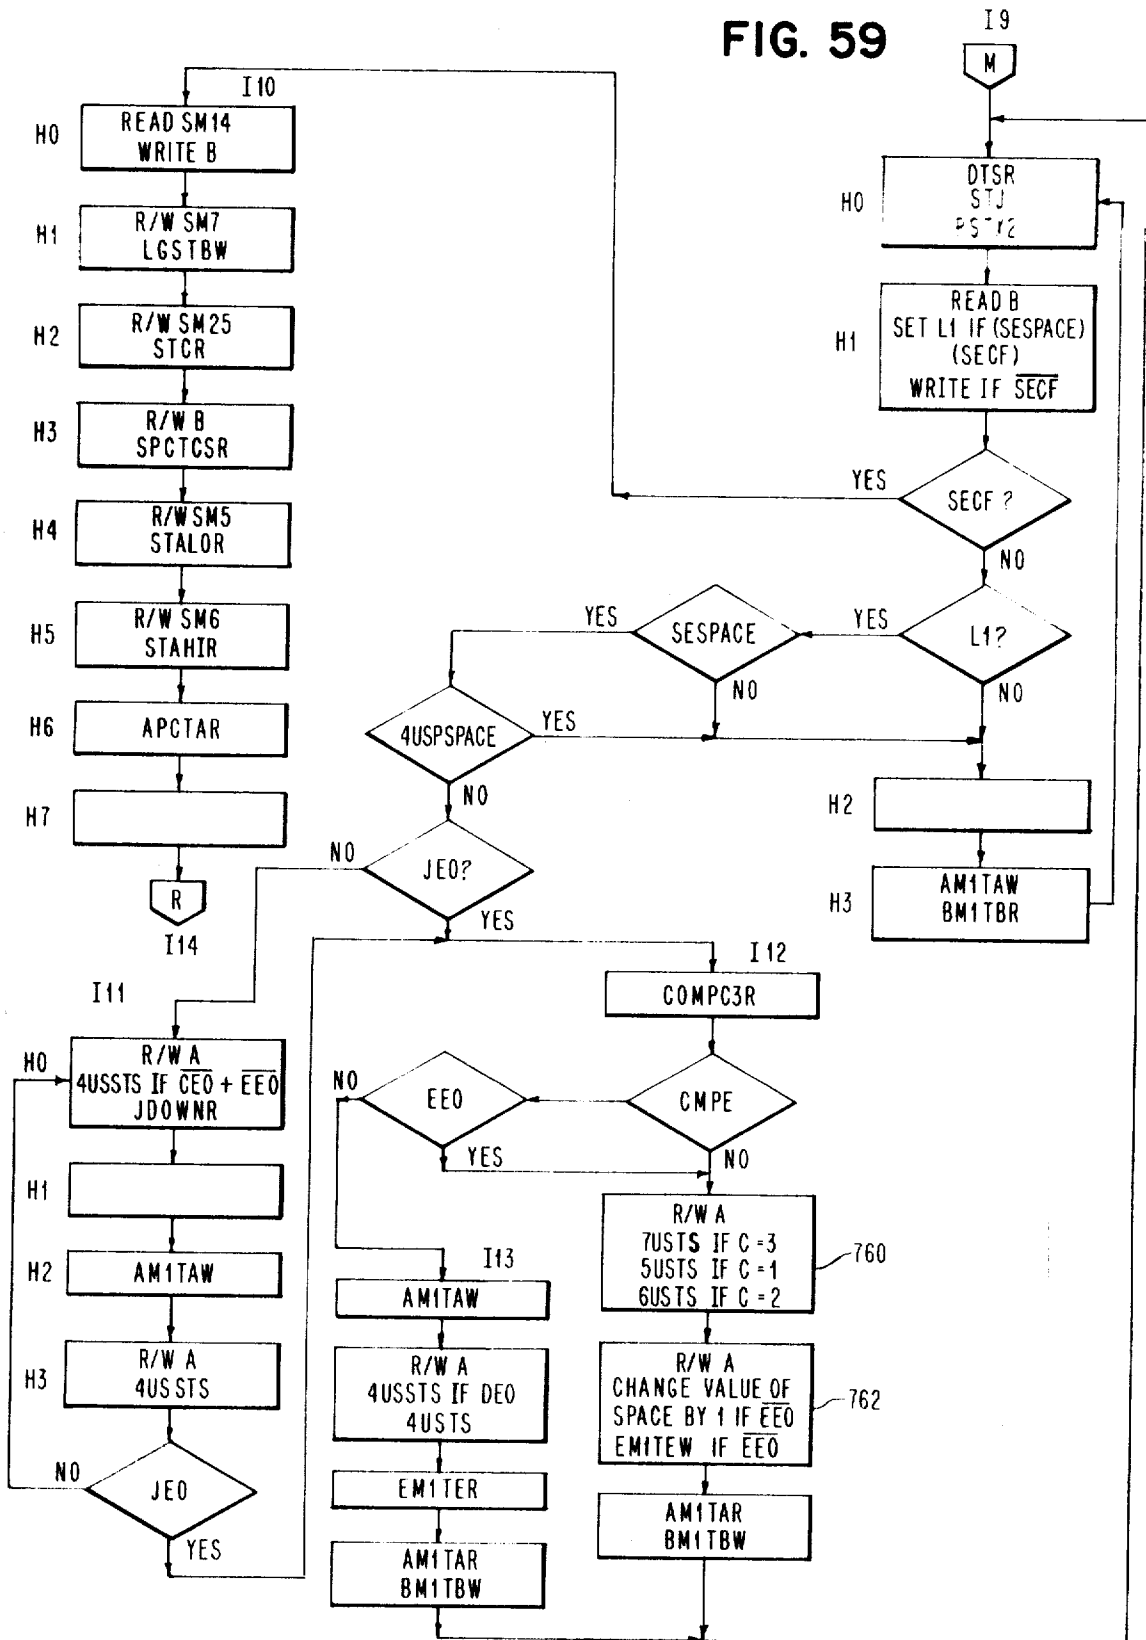 FIG. 59
I9
M
I10
H0
READ SM14
WRITE B
H1
R/W SM7
LGSTBW
H2
R/W SM25
STCR
H3
R/W B
SPCTCSR
H4
R/W SM5
STALOR
H5
R/W SM6
STAHIR
H6
APCTAR
H7
R
I14
H0
DTSR
STJ
H1
READ B
SET L1 IF (SESPACE)
(SECF)
WRITE IF S̅E̅C̅F̅
SECF?
YES
NO
L1?
YES
NO
SESPACE
YES
NO
4USPSPACE
YES
NO
H2
H3
AM1TAW
BM1TBR
JE0?
NO
YES
I11
H0
R/W A
4USSTS IF C̅E̅0̅ + E̅E̅0̅
JDOWNR
H1
H2
AM1TAW
H3
R/W A
4USSTS
JE0
NO
YES
I12
COMPC3R
CMPE
NO
EE0
NO
YES
R/W A
7USTS IF C=3
5USTS IF C=1
6USTS IF C=2
760
R/W A
CHANGE VALUE OF
SPACE BY 1 IF E̅E̅0̅
EM1TEW IF E̅E̅0̅
762
AM1TAR
BM1TBW
I13
AM1TAW
R/W A
4USSTS IF DE0
4USTS
EM1TER
AM1TAR
BM1TBW